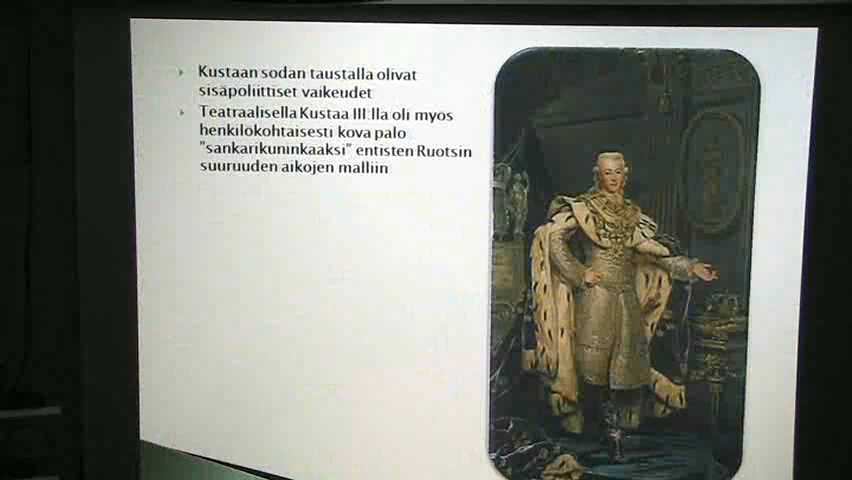 Kustaan sodan taustalla olivat
sisäpoliittiset vaikeudet
Teatraalisella Kustaa III:lla oli myos
henkilökohtaisesti kova palo
"sankarikuninkaaksi" entisten Ruotsin
suuruuden aikojen malliin